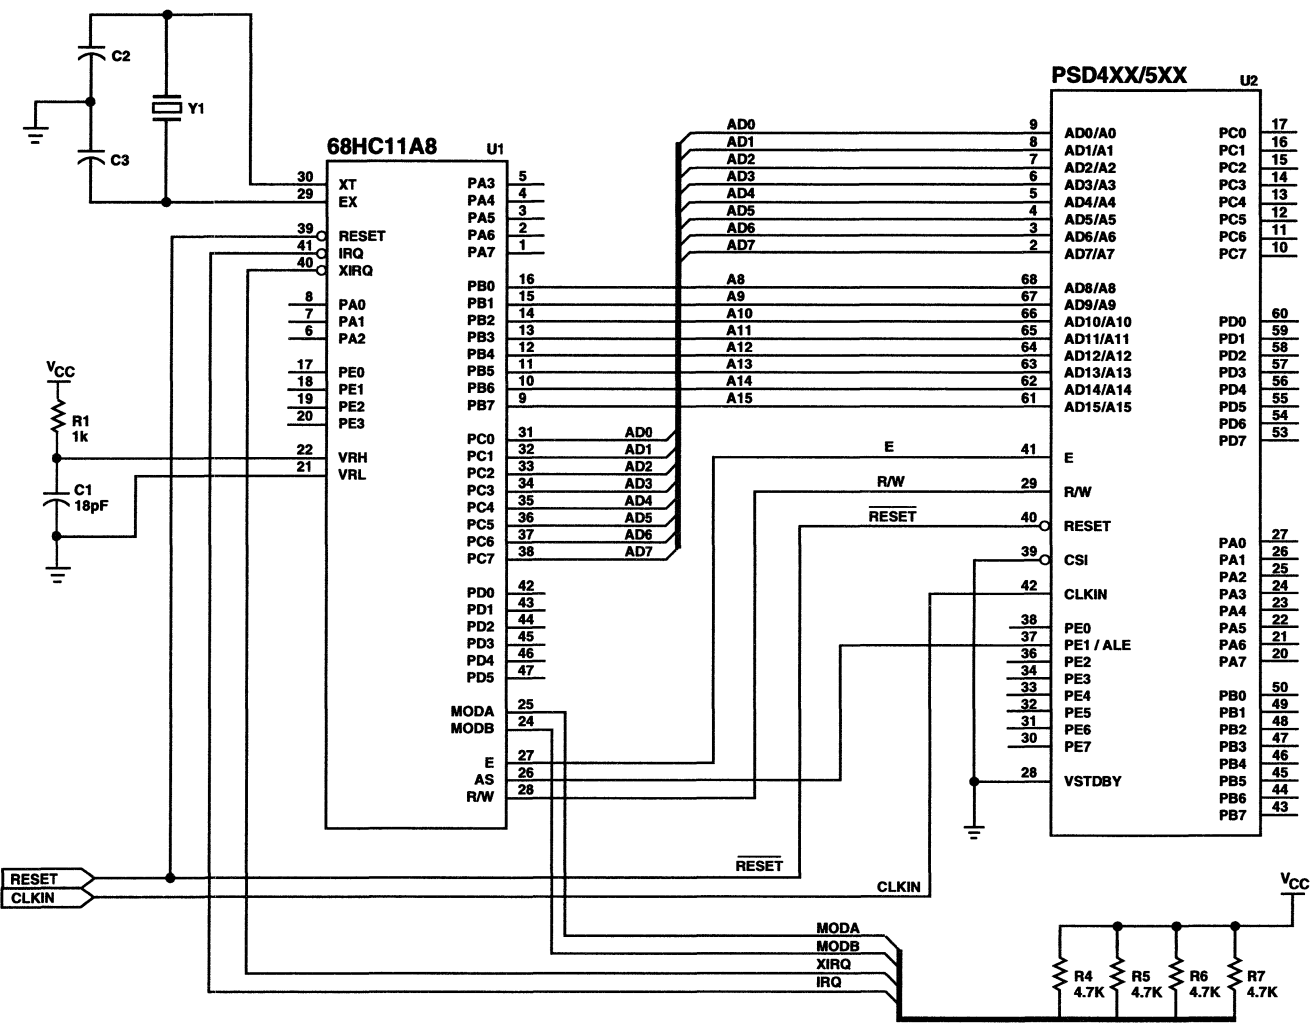 C2
Y1
C3
68HC11A8 U1
30 XT
29 EX
39 RESET
41 IRQ
40 XIRQ
8 PA0
7 PA1
6 PA2
17 PE0
18 PE1
19 PE2
20 PE3
22 VRH
21 VRL
VCC
R1
1k
C1
18pF
PA3 5
PA4 4
PA5 3
PA6 2
PA7 1
PB0 16
PB1 15
PB2 14
PB3 13
PB4 12
PB5 11
PB6 10
PB7 9
PC0 31 AD0
PC1 32 AD1
PC2 33 AD2
PC3 34 AD3
PC4 35 AD4
PC5 36 AD5
PC6 37 AD6
PC7 38 AD7
PD0 42
PD1 43
PD2 44
PD3 45
PD4 46
PD5 47
MODA 25
MODB 24
E 27
AS 26
R/W 28
PSD4XX/5XX U2
AD0 9 AD0/A0
AD1 8 AD1/A1
AD2 7 AD2/A2
AD3 6 AD3/A3
AD4 5 AD4/A4
AD5 4 AD5/A5
AD6 3 AD6/A6
AD7 2 AD7/A7
A8 68 AD8/A8
A9 67 AD9/A9
A10 66 AD10/A10
A11 65 AD11/A11
A12 64 AD12/A12
A13 63 AD13/A13
A14 62 AD14/A14
A15 61 AD15/A15
E 41 E
R/W 29 R/W
RESET 40 RESET
39 CSI
42 CLKIN
38 PE0
37 PE1 / ALE
36 PE2
34 PE3
33 PE4
32 PE5
31 PE6
30 PE7
28 VSTDBY
PC0 17
PC1 16
PC2 15
PC3 14
PC4 13
PC5 12
PC6 11
PC7 10
PD0 60
PD1 59
PD2 58
PD3 57
PD4 56
PD5 55
PD6 54
PD7 53
PA0 27
PA1 26
PA2 25
PA3 24
PA4 23
PA5 22
PA6 21
PA7 20
PB0 50
PB1 49
PB2 48
PB3 47
PB4 46
PB5 45
PB6 44
PB7 43
RESET
CLKIN
RESET
CLKIN
MODA
MODB
XIRQ
IRQ
VCC
R4
4.7K
R5
4.7K
R6
4.7K
R7
4.7K